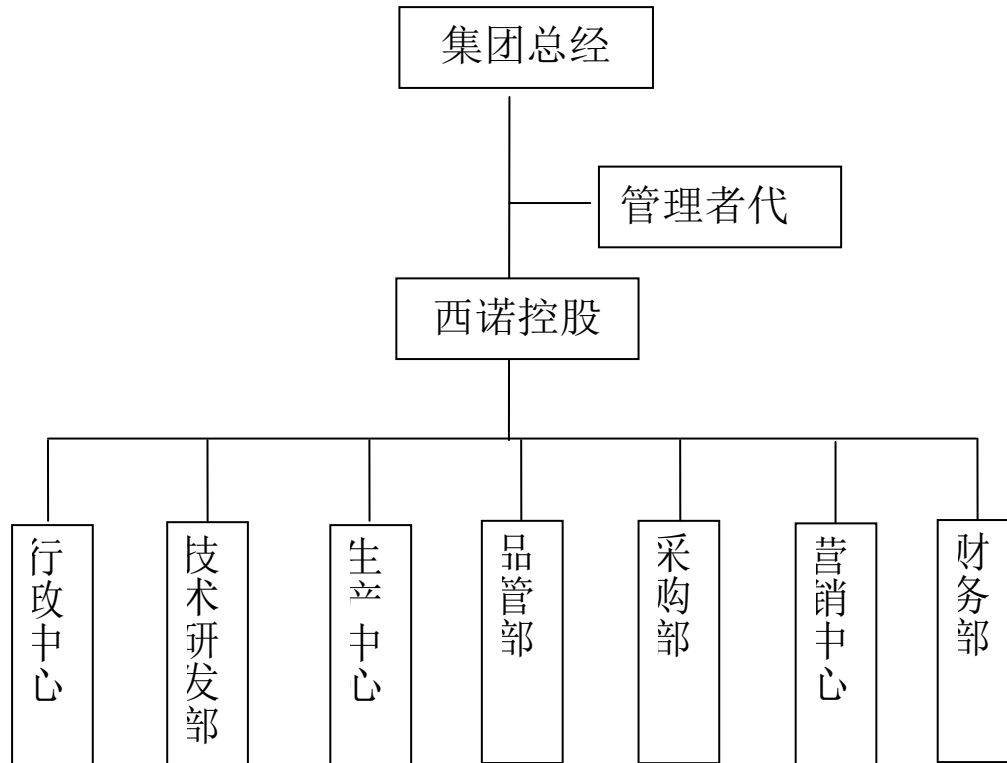 集团总经
管理者代
西诺控股
行政中心
技术研发部
生产中心
品管部
采购部
营销中心
财务部